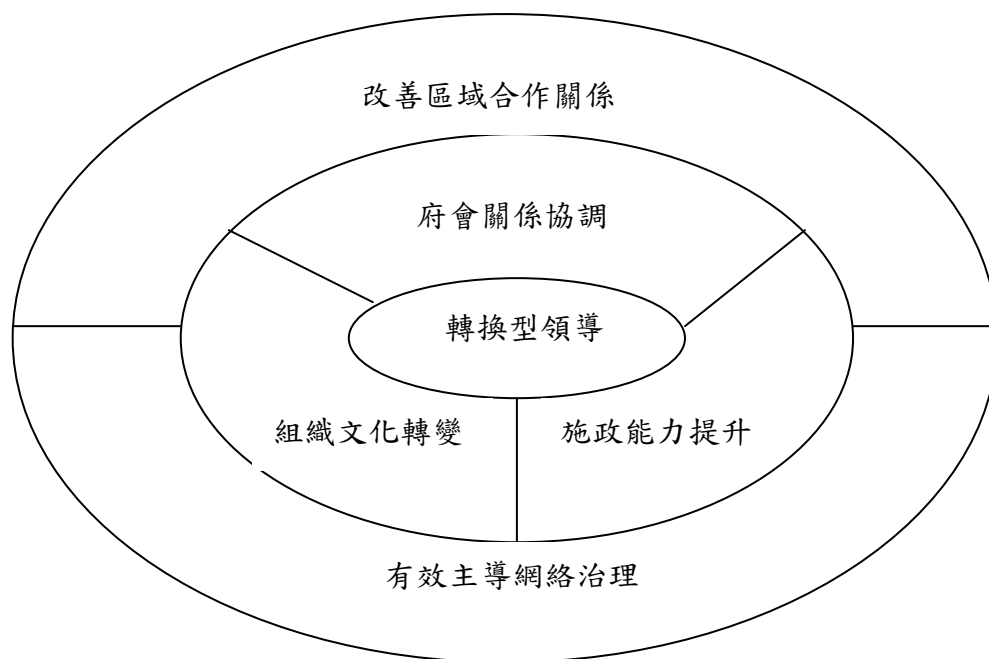 改善區域合作關係
府會關係協調
轉換型領導
組織文化轉變
施政能力提升
有效主導網絡治理